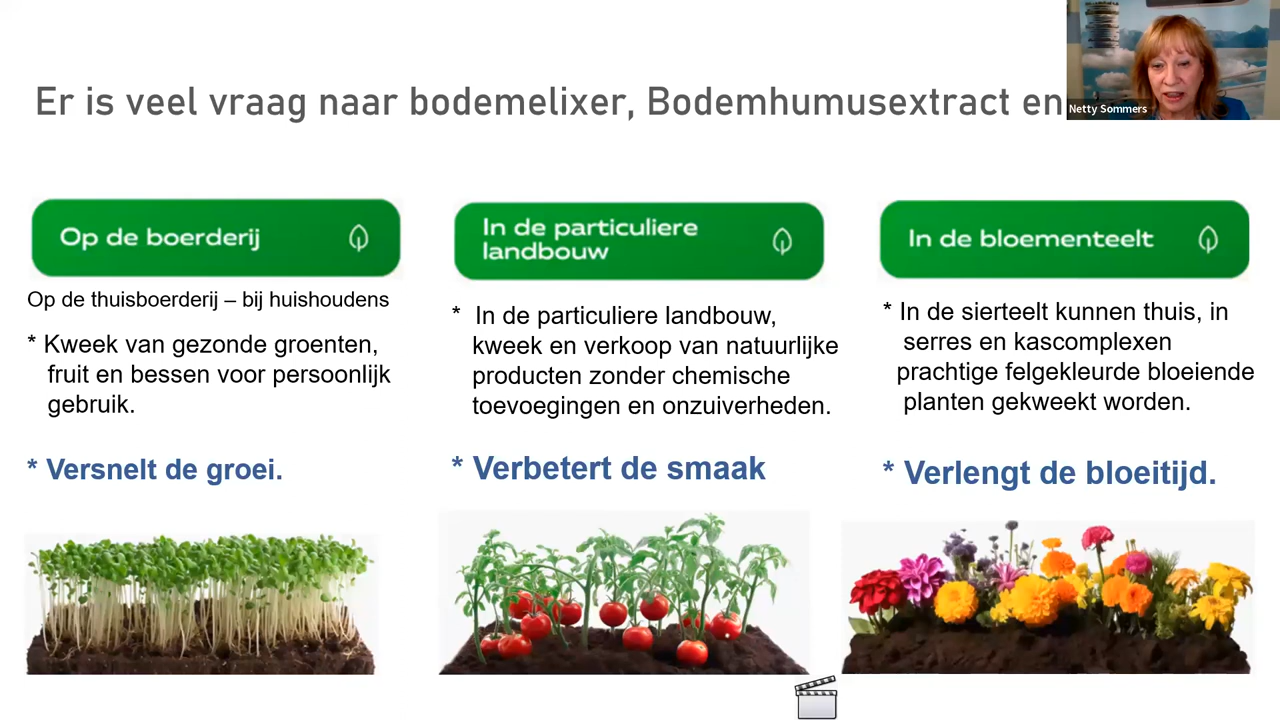 Er is veel vraag naar bodemelixer, Bodemhumusextract en
Netty Sommers
Op de boerderij
Op de thuisboerderij – bij huishoudens
* Kweek van gezonde groenten,
fruit en bessen voor persoonlijk
gebruik.
* Versnelt de groei.
In de particuliere
landbouw
* In de particuliere landbouw,
kweek en verkoop van natuurlijke
producten zonder chemische
toevoegingen en onzuiverheden.
* Verbetert de smaak
In de bloementeelt
* In de sierteelt kunnen thuis, in
serres en kascomplexen
prachtige felgekleurde bloeiende
planten gekweekt worden.
* Verlengt de bloeitijd.